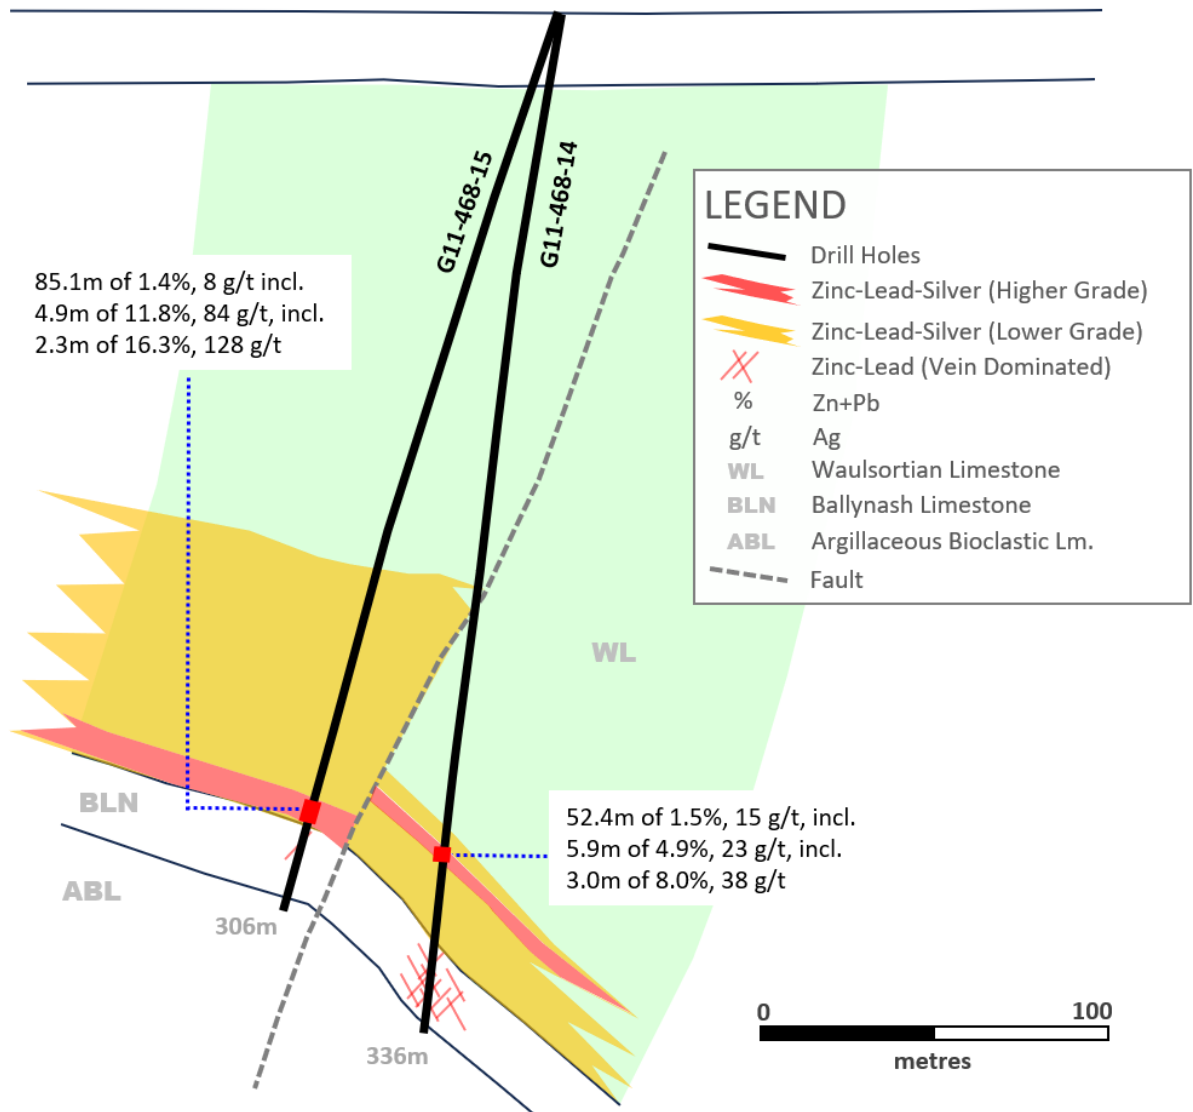 G11-468-15
G11-468-14
LEGEND
Drill Holes
Zinc-Lead-Silver (Higher Grade)
Zinc-Lead-Silver (Lower Grade)
Zinc-Lead (Vein Dominated)
% Zn+Pb
g/t Ag
WL Waulsortian Limestone
BLN Ballynash Limestone
ABL Argillaceous Bioclastic Lm.
Fault
85.1m of 1.4%, 8 g/t incl.
4.9m of 11.8%, 84 g/t, incl.
2.3m of 16.3%, 128 g/t
WL
BLN
ABL
52.4m of 1.5%, 15 g/t, incl.
5.9m of 4.9%, 23 g/t, incl.
3.0m of 8.0%, 38 g/t
306m
336m
0 100
metres